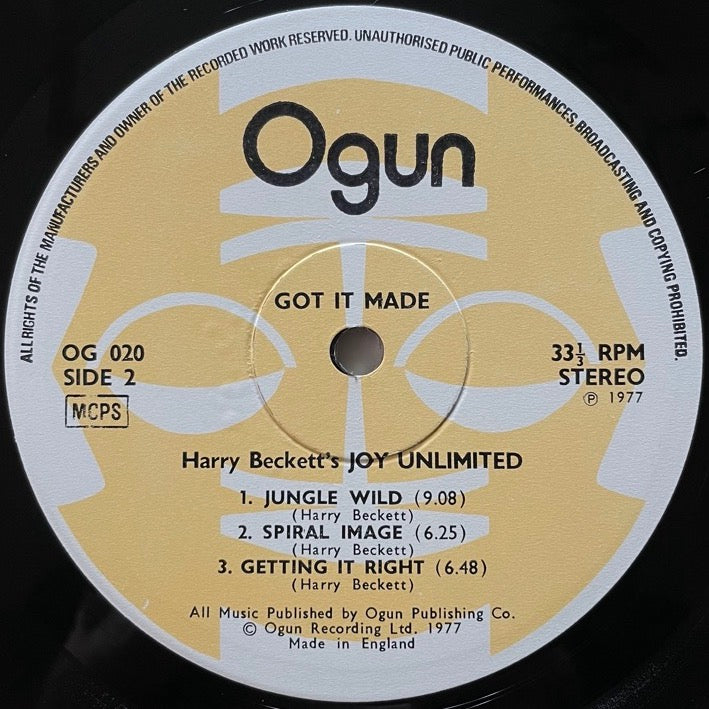 ALL RIGHTS OF THE MANUFACTURERS AND OWNER OF THE RECORDED WORK RESERVED. UNAUTHORISED PUBLIC PERFORMANCES, BROADCASTING AND COPYING PROHIBITED.
Ogun
GOT IT MADE
OG 020
SIDE 2
MCPS
33⅓ RPM
STEREO
℗ 1977
Harry Beckett's JOY UNLIMITED
1. JUNGLE WILD (9.08)
(Harry Beckett)
2. SPIRAL IMAGE (6.25)
(Harry Beckett)
3. GETTING IT RIGHT (6.48)
(Harry Beckett)
All Music Published by Ogun Publishing Co.
© Ogun Recording Ltd. 1977
Made in England